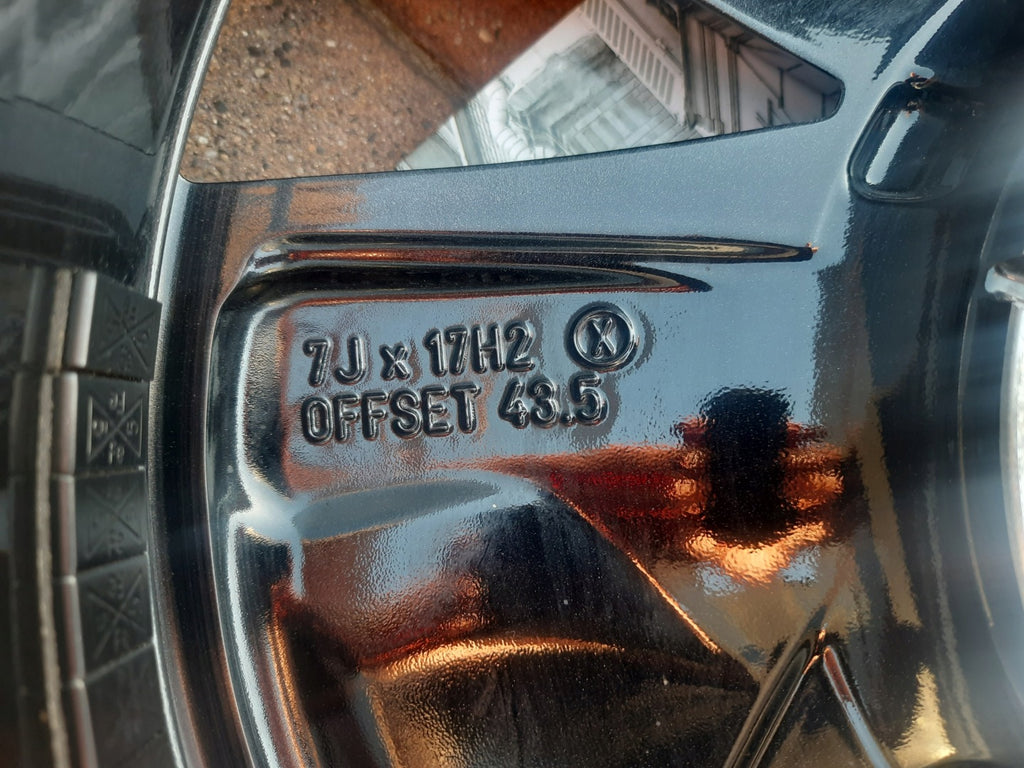 7J x 17H2 Ⓧ
OFFSET 43.5